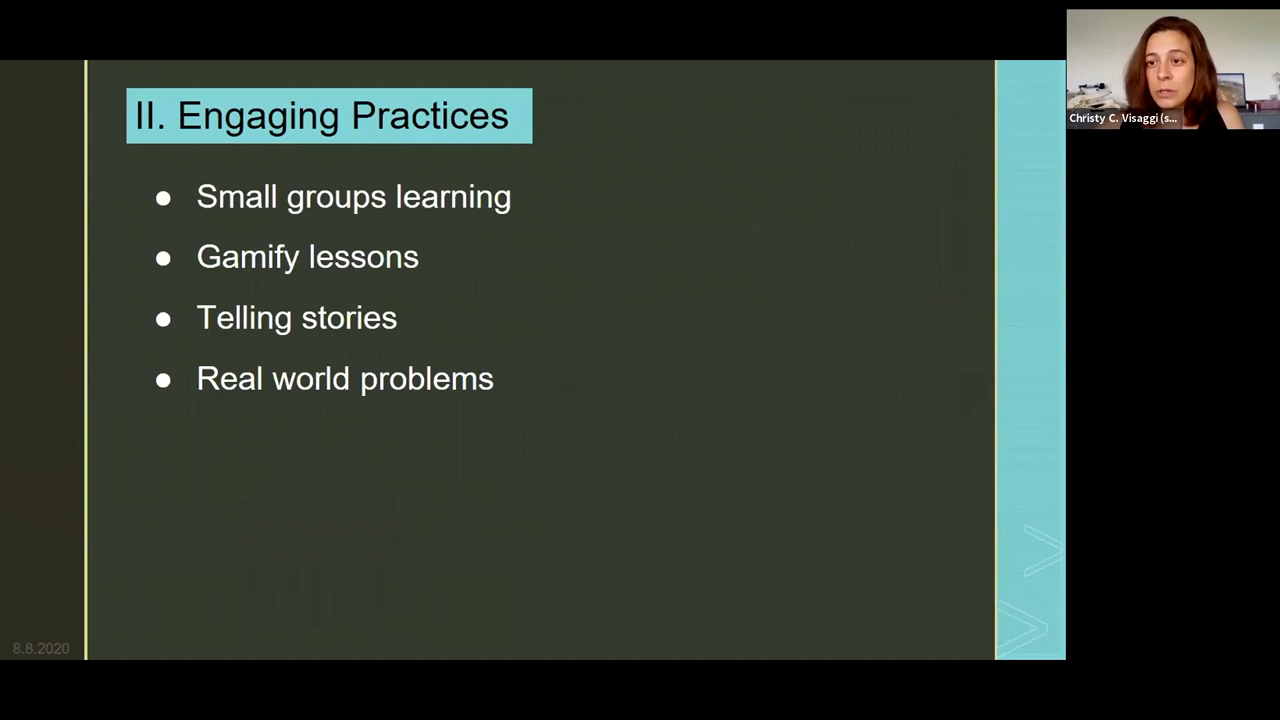 II. Engaging Practices
● Small groups learning
● Gamify lessons
● Telling stories
● Real world problems
8.8.2020
Christy C. Visaggi (s...